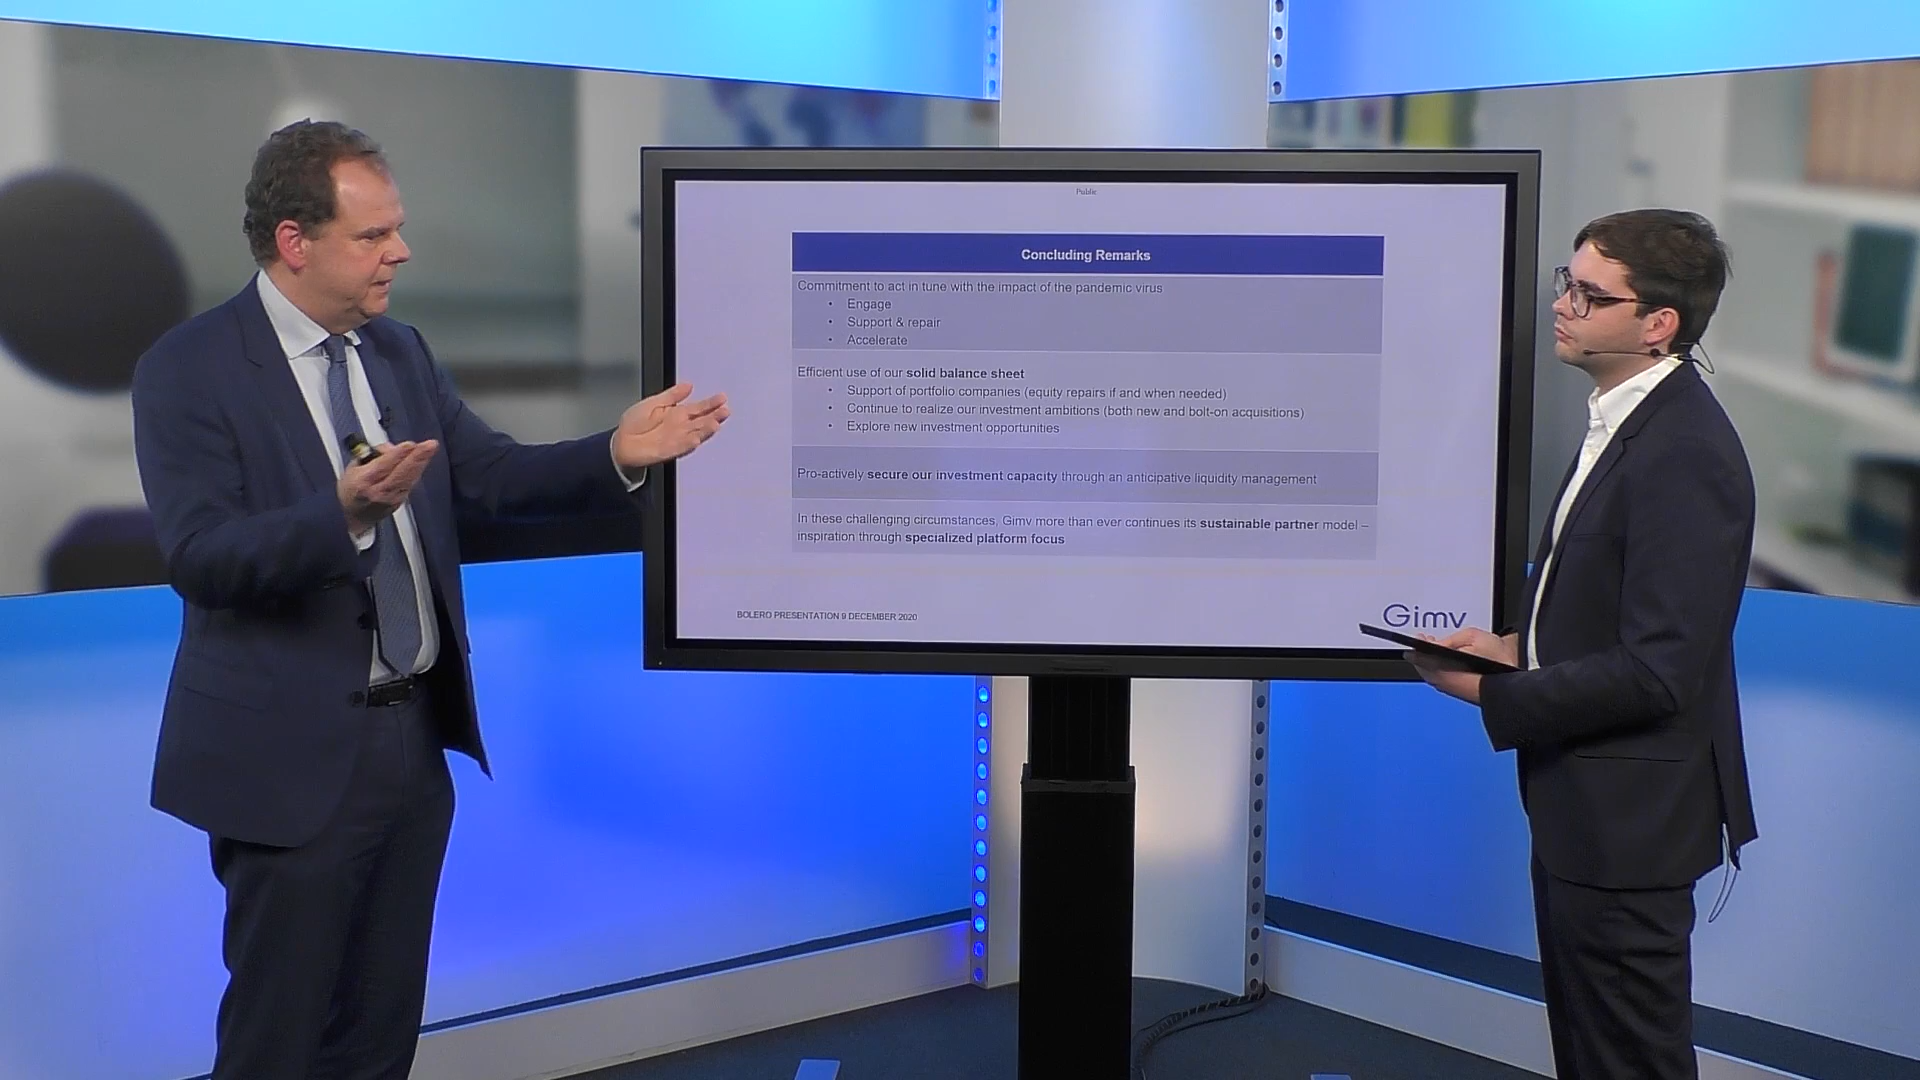 Public
Concluding Remarks
Commitment to act in tune with the impact of the pandemic virus
• Engage
• Support & repair
• Accelerate
Efficient use of our solid balance sheet
• Support of portfolio companies (equity repairs if and when needed)
• Continue to realize our investment ambitions (both new and bolt-on acquisitions)
• Explore new investment opportunities
Pro-actively secure our investment capacity through an anticipative liquidity management
In these challenging circumstances, Gimv more than ever continues its sustainable partner model –
inspiration through specialized platform focus
BOLERO PRESENTATION 9 DECEMBER 2020
Gimv